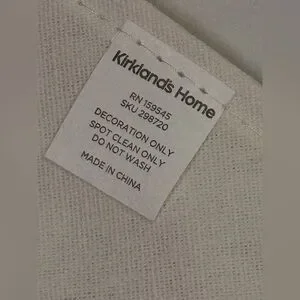 Kirkland's Home
RN 159545
SKU 298720
DECORATION ONLY
SPOT CLEAN ONLY
DO NOT WASH
MADE IN CHINA